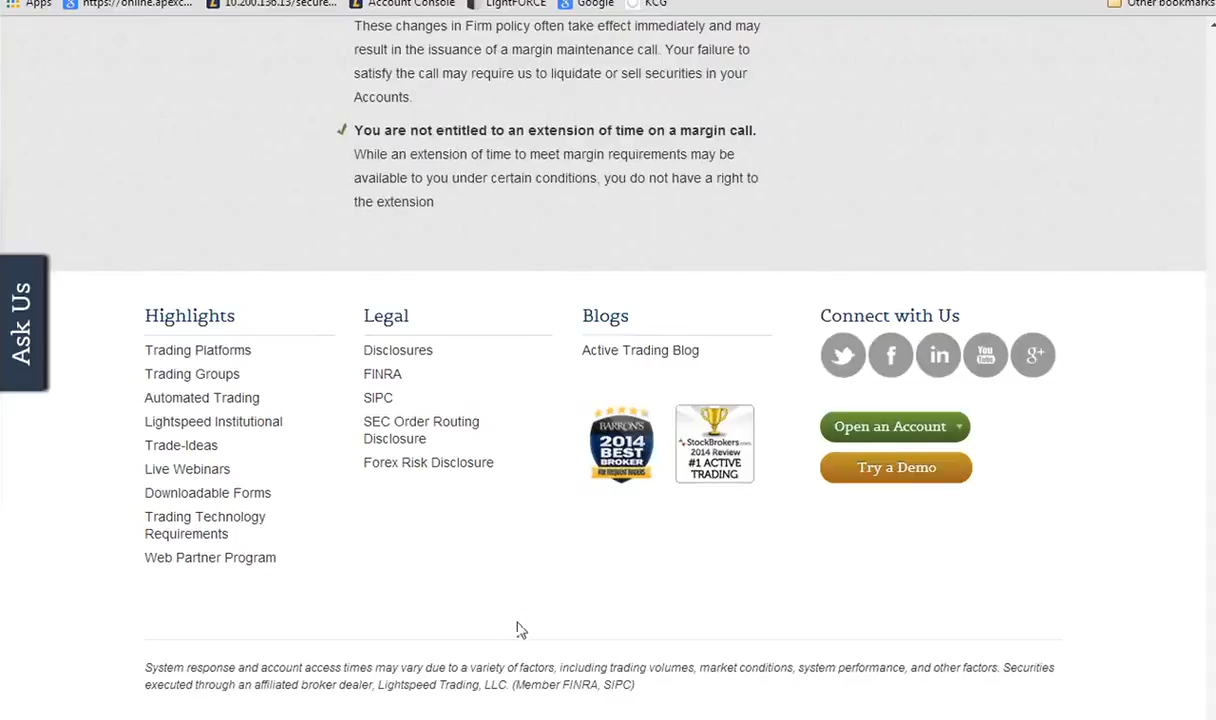 Apps
https://online.apexc...
10.200.136.13/secure...
Account Console
LightFORCE
Google
KCG
Other bookmarks
These changes in Firm policy often take effect immediately and may
result in the issuance of a margin maintenance call. Your failure to
satisfy the call may require us to liquidate or sell securities in your
Accounts.
You are not entitled to an extension of time on a margin call.
While an extension of time to meet margin requirements may be
available to you under certain conditions, you do not have a right to
the extension
Ask Us
Highlights
Trading Platforms
Trading Groups
Automated Trading
Lightspeed Institutional
Trade-Ideas
Live Webinars
Downloadable Forms
Trading Technology
Requirements
Web Partner Program
Legal
Disclosures
FINRA
SIPC
SEC Order Routing
Disclosure
Forex Risk Disclosure
Blogs
Active Trading Blog
BARRON'S
2014
BEST
BROKER
FOR FREQUENT TRADERS
StockBrokers.com
2014 Review
#1 ACTIVE
TRADING
Connect with Us
f
in
You
Tube
g+
Open an Account
Try a Demo
System response and account access times may vary due to a variety of factors, including trading volumes, market conditions, system performance, and other factors. Securities
executed through an affiliated broker dealer, Lightspeed Trading, LLC. (Member FINRA, SIPC)